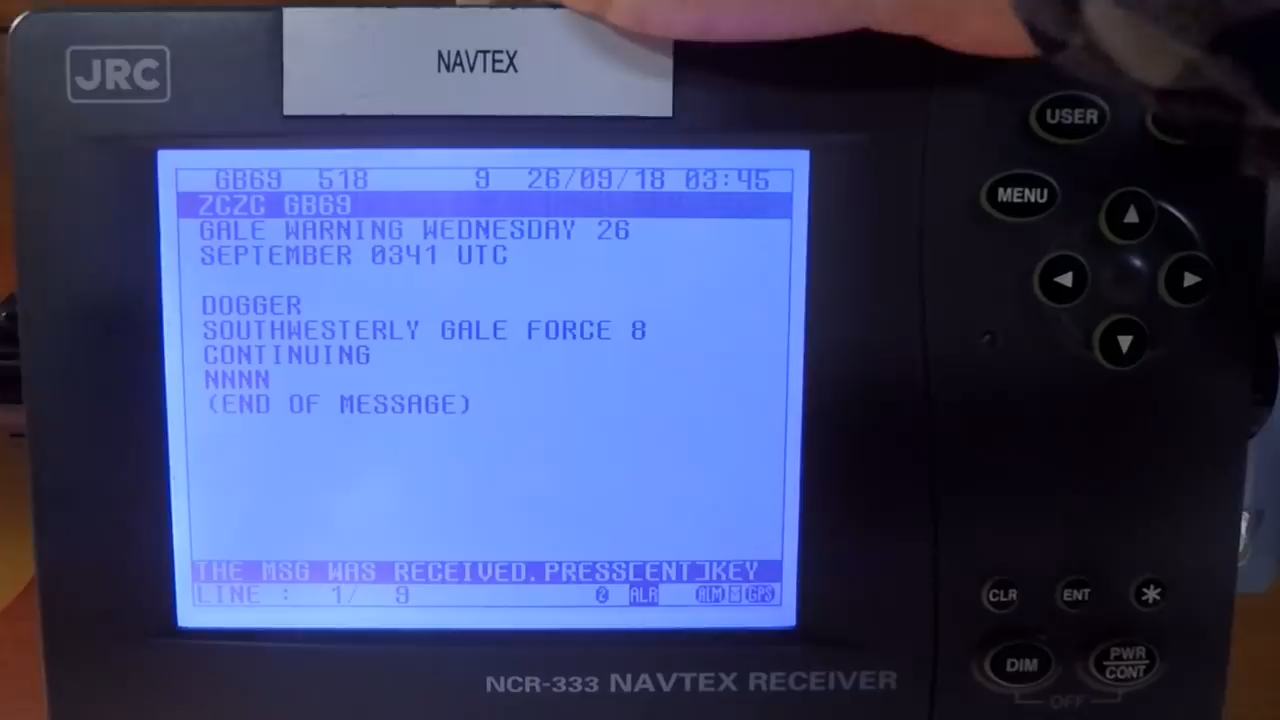 JRC
NAVTEX
USER
MENU
GB69 518 9 26/09/18 03:45
ZCZC GB69
GALE WARNING WEDNESDAY 26
SEPTEMBER 0341 UTC
DOGGER
SOUTHWESTERLY GALE FORCE 8
CONTINUING
NNNN
(END OF MESSAGE)
THE MSG WAS RECEIVED.PRESS[ENT]KEY
LINE : 1/ 9 2 ALR ALM GPS
CLR ENT *
DIM PWR
CONT
OFF
NCR-333 NAVTEX RECEIVER